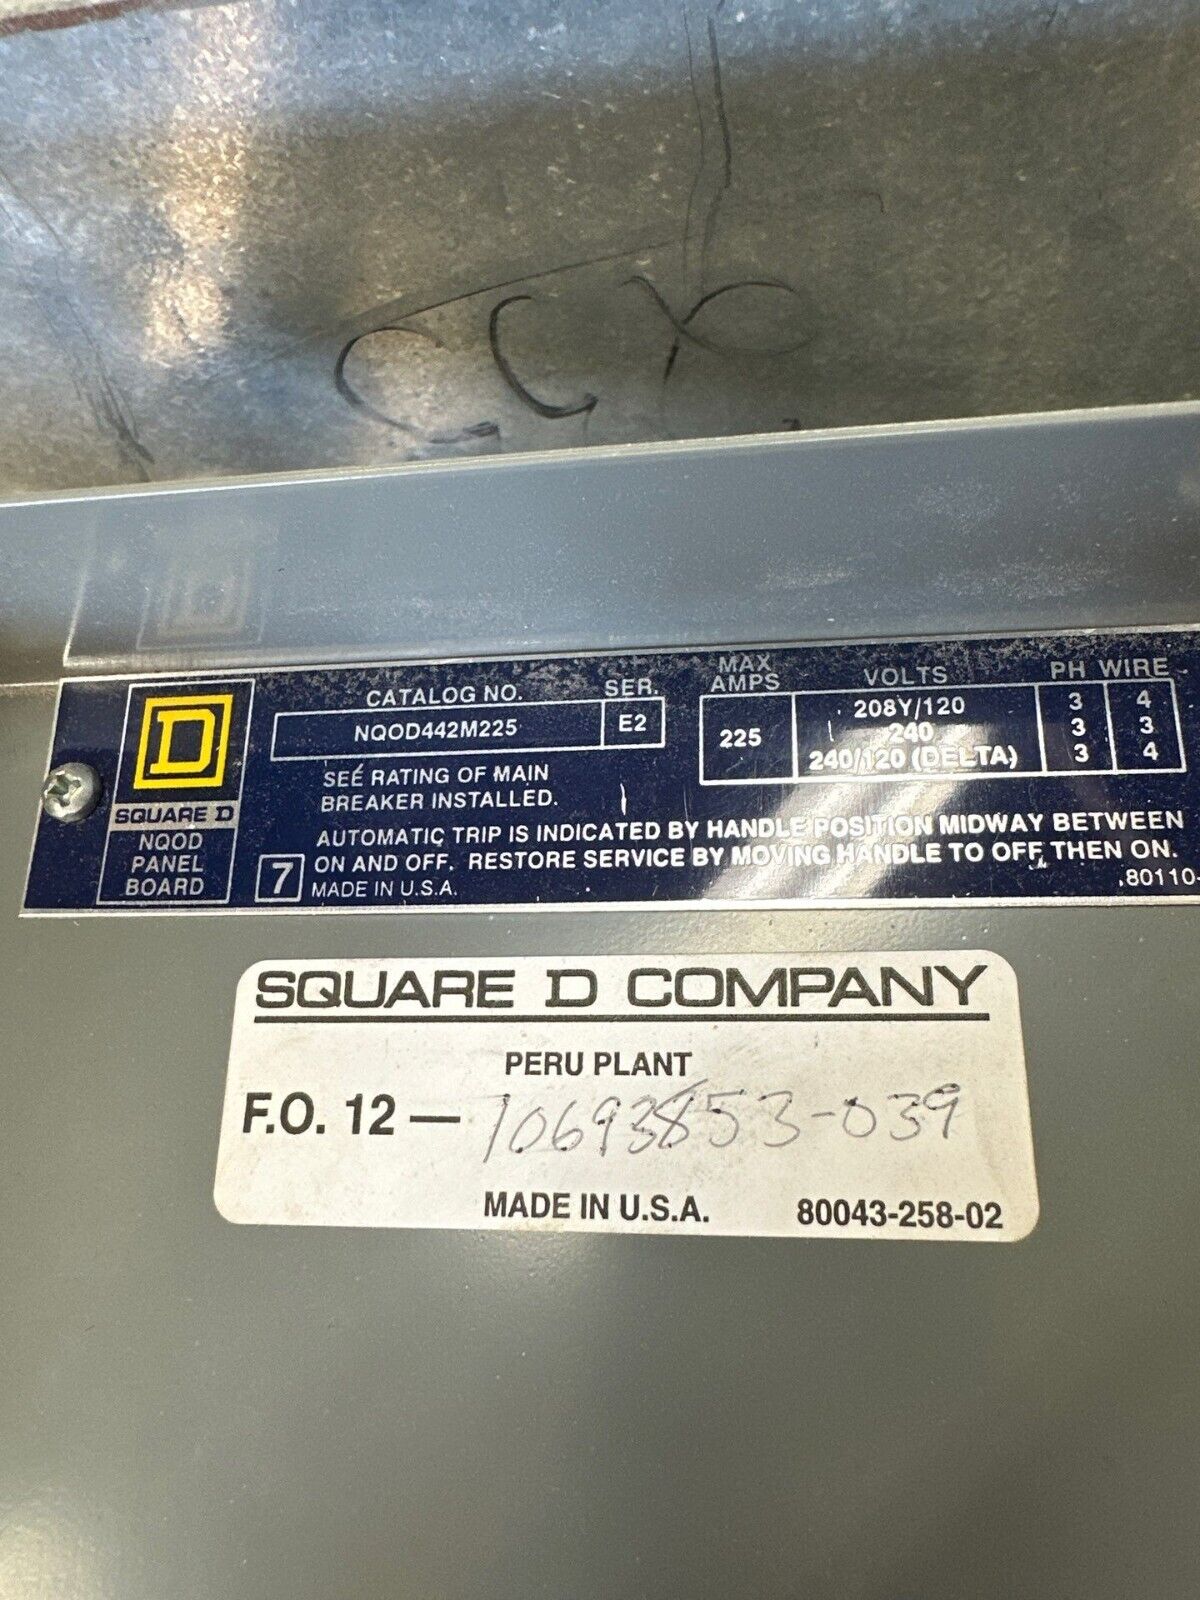 CATALOG NO. SER. MAX AMPS VOLTS PH WIRE
NQOD442M225 E2 225
208Y/120 3 4
240 3 3
240/120 (DELTA) 3 4
SQUARE D
NQOD
PANEL
BOARD
SEE RATING OF MAIN
BREAKER INSTALLED.
AUTOMATIC TRIP IS INDICATED BY HANDLE POSITION MIDWAY BETWEEN
7 ON AND OFF. RESTORE SERVICE BY MOVING HANDLE TO OFF, THEN ON.
MADE IN U.S.A. 80110-
SQUARE D COMPANY
PERU PLANT
F.O. 12 — 10693853-039
MADE IN U.S.A. 80043-258-02